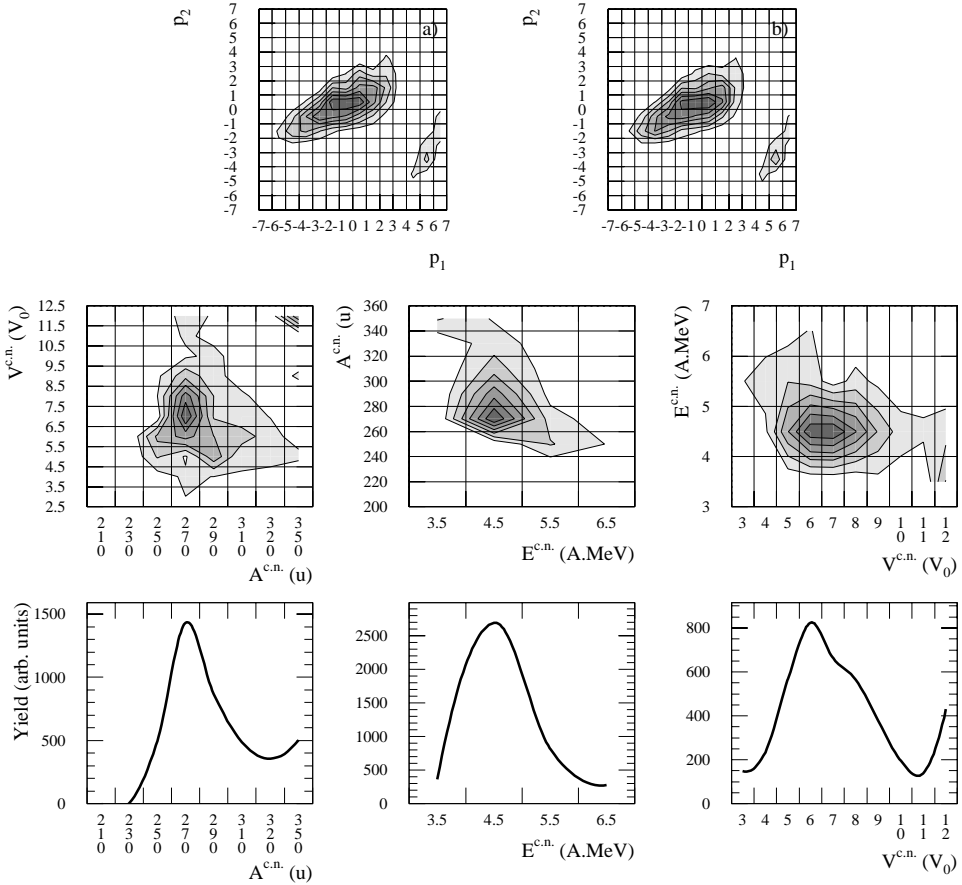 p2 7 6 5 4 3 2 1 0 -1 -2 -3 -4 -5 -6 -7
a)
-7 -6 -5 -4 -3 -2 -1 0 1 2 3 4 5 6 7
p1
p2 7 6 5 4 3 2 1 0 -1 -2 -3 -4 -5 -6 -7
b)
-7 -6 -5 -4 -3 -2 -1 0 1 2 3 4 5 6 7
p1
V^c.n. (V0)
12.5 11.5 10.5 9.5 8.5 7.5 6.5 5.5 4.5 3.5 2.5
210 230 250 270 290 310 320 350
A^c.n. (u)
A^c.n. (u)
360 340 320 300 280 260 240 220 200
3.5 4.5 5.5 6.5
E^c.n. (A.MeV)
E^c.n. (A.MeV)
7 6 5 4 3
3 4 5 6 7 8 9 10 11 12
V^c.n. (V0)
Yield (arb. units)
1500 1000 500 0
210 230 250 270 290 310 320 350
A^c.n. (u)
2500 2000 1500 1000 500 0
3.5 4.5 5.5 6.5
E^c.n. (A.MeV)
800 600 400 200 0
3 4 5 6 7 8 9 10 11 12
V^c.n. (V0)